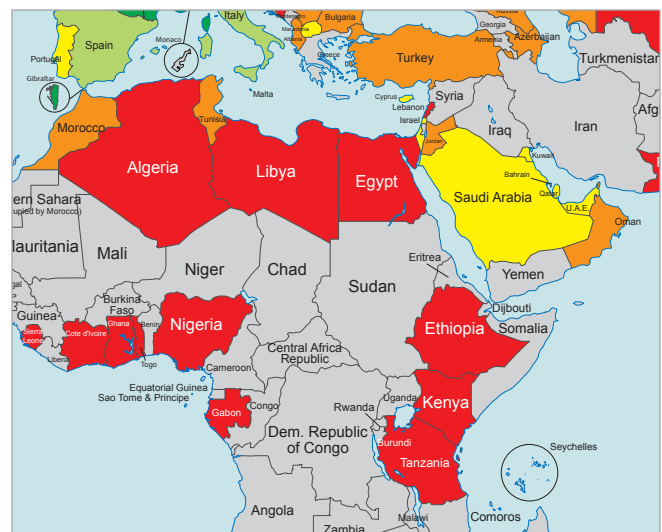 Monaco
Italy
Montenegro
Bulgaria
Macedonia
Albania
Georgia
Azerbaijan
Armenia
Portugal
Spain
Greece
Turkey
Turkmenistan
Gibraltar
Malta
Cyprus
Syria
Lebanon
Israel
Iraq
Iran
Afg
Morocco
Tunisia
Jordan
Algeria
Libya
Egypt
Kuwait
Bahrain
Qatar
Saudi Arabia
U.A.E.
Oman
ern Sahara
upied by Morocco)
lauritania
Mali
Niger
Chad
Sudan
Eritrea
Yemen
gal
Guinea
Burkina
Faso
Djibouti
Somalia
Sierra
Leone
Cote d'Ivoire
Ghana
Benin
Nigeria
Ethiopia
Liberia
Togo
Central Africa
Republic
Cameroon
Equatorial Guinea
Sao Tome & Principe
Gabon
Congo
Uganda
Kenya
Rwanda
Dem. Republic
of Congo
Burundi
Tanzania
Seychelles
Angola
Zambia
Malawi
Comoros